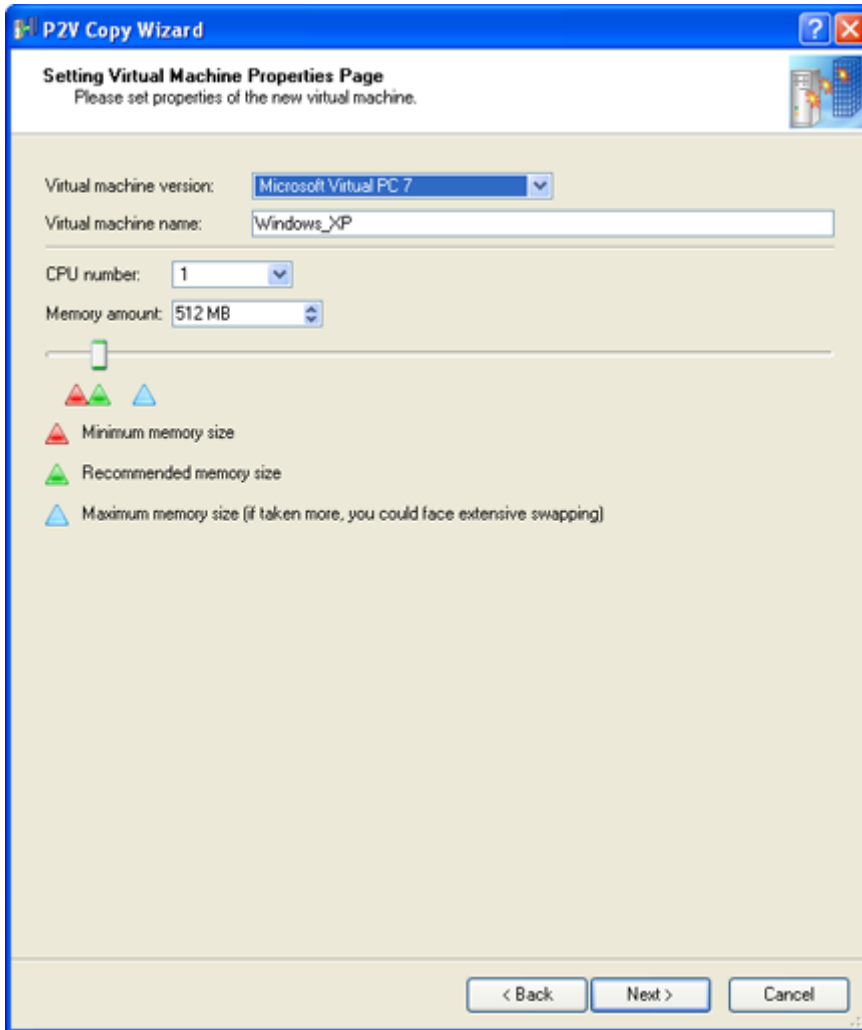 P2V Copy Wizard
Setting Virtual Machine Properties Page
Please set properties of the new virtual machine.
Virtual machine version: Microsoft Virtual PC 7
Virtual machine name: Windows_XP
CPU number: 1
Memory amount: 512 MB
Minimum memory size
Recommended memory size
Maximum memory size (if taken more, you could face extensive swapping)
< Back Next > Cancel